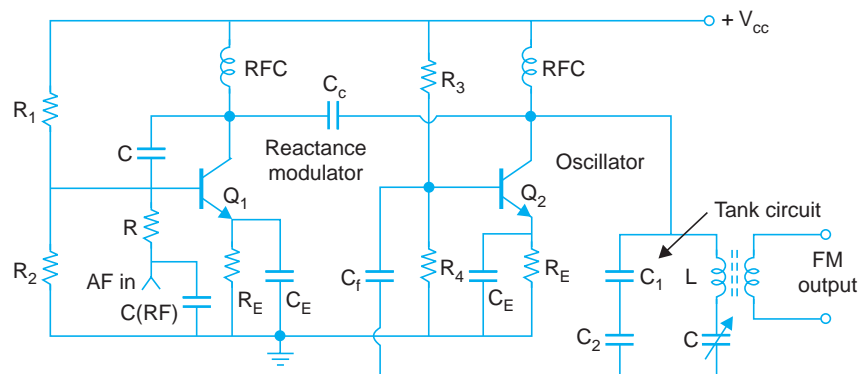 + Vcc
RFC
RFC
R3
Cc
R1
C
Reactance
modulator
Oscillator
Q1
Q2
Tank circuit
R
R2
AF in
C(RF)
RE
CE
Cf
R4
CE
RE
C1
L
FM
output
C2
C